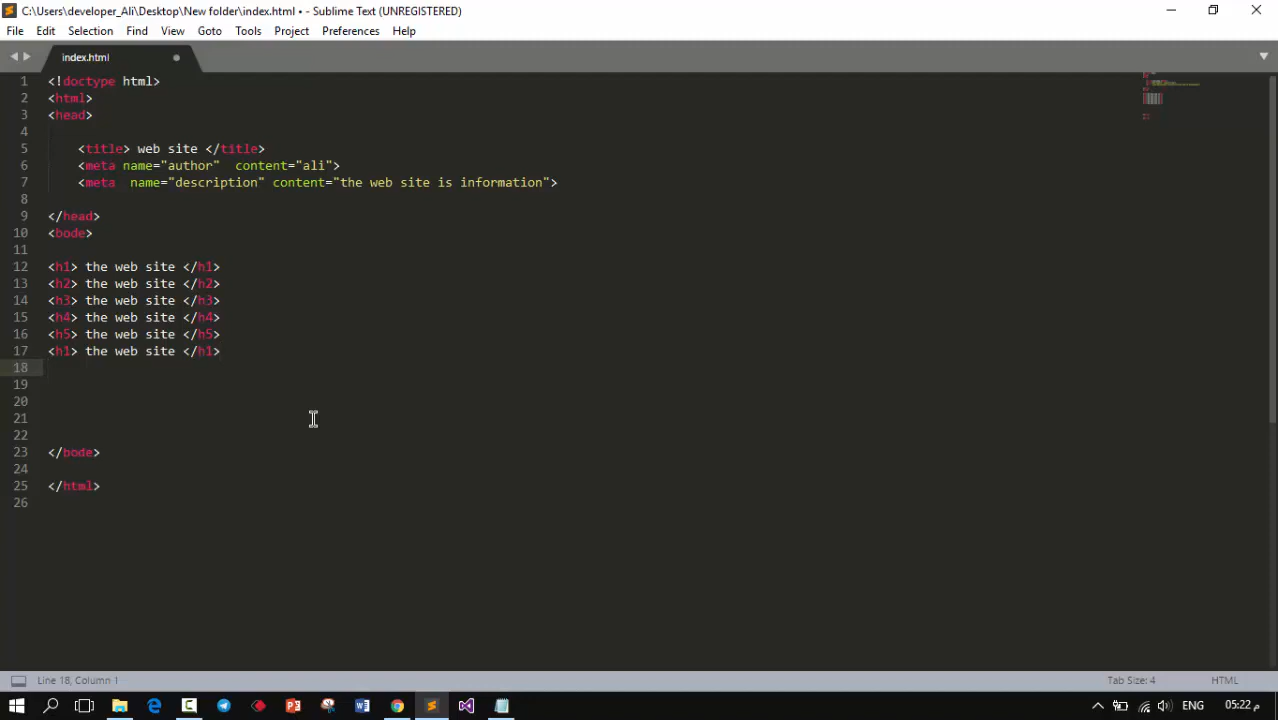 C:\Users\developer_Ali\Desktop\New folder\index.html • - Sublime Text (UNREGISTERED)
File Edit Selection Find View Goto Tools Project Preferences Help
index.html
1 <!doctype html>
2 <html>
3 <head>
4
5 <title> web site </title>
6 <meta name="author"  content="ali">
7 <meta  name="description" content="the web site is information">
8
9 </head>
10 <bode>
11
12 <h1> the web site </h1>
13 <h2> the web site </h2>
14 <h3> the web site </h3>
15 <h4> the web site </h4>
16 <h5> the web site </h5>
17 <h1> the web site </h1>
18
19
20
21
22
23 </bode>
24
25 </html>
26
Line 18, Column 1 Tab Size: 4 HTML
ENG 05:22 م